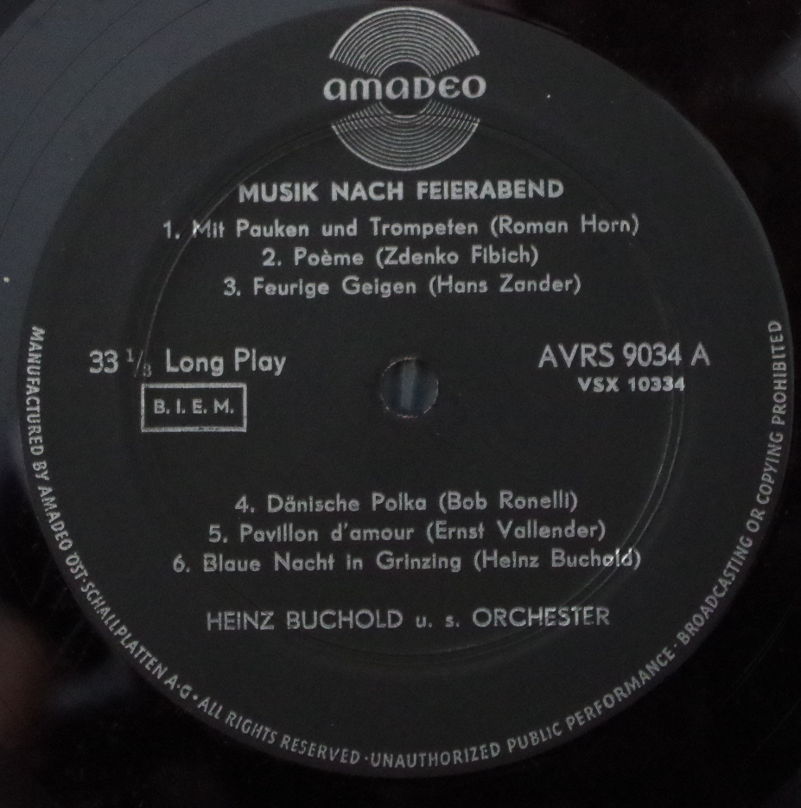 AMADEO
MUSIK NACH FEIERABEND
1. Mit Pauken und Trompeten (Roman Horn)
2. Poème (Zdenko Fibich)
3. Feurige Geigen (Hans Zander)
33 1/3 Long Play
B. I. E. M.
AVRS 9034 A
VSX 10334
4. Dänische Polka (Bob Ronelli)
5. Pavillon d'amour (Ernst Vallender)
6. Blaue Nacht in Grinzing (Heinz Buchold)
HEINZ BUCHOLD u. s. ORCHESTER
MANUFACTURED BY AMADEO ÖST·SCHALLPLATTEN A·G • ALL RIGHTS RESERVED · UNAUTHORIZED PUBLIC PERFORMANCE · BROADCASTING OR COPYING PROHIBITED